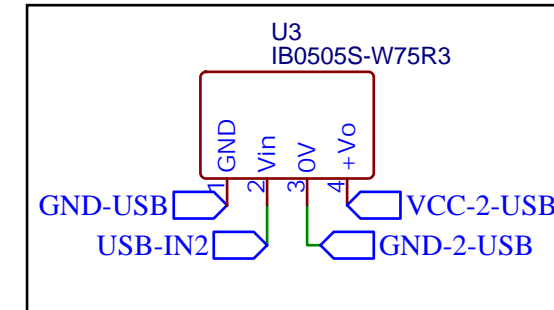 U3
IB0505S-W75R3
GND
Vin
0V
+Vo
1
2
3
4
GND-USB
VCC-2-USB
USB-IN2
GND-2-USB